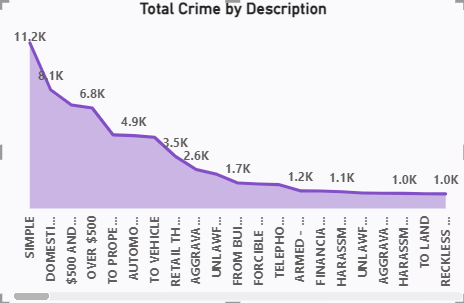 Total Crime by Description
11.2K
8.1K
6.8K
4.9K
3.5K
2.6K
1.7K
1.2K
1.1K
1.0K
1.0K
SIMPLE
DOMESTI...
$500 AND...
OVER $500
TO PROPE...
AUTOMO...
TO VEHICLE
RETAIL TH...
AGGRAVA...
UNLAWF...
FROM BUI...
FORCIBLE ...
TELEPHO...
ARMED - ...
FINANCIA...
HARASSM...
UNLAWF...
AGGRAVA...
HARASSM...
TO LAND
RECKLESS ...